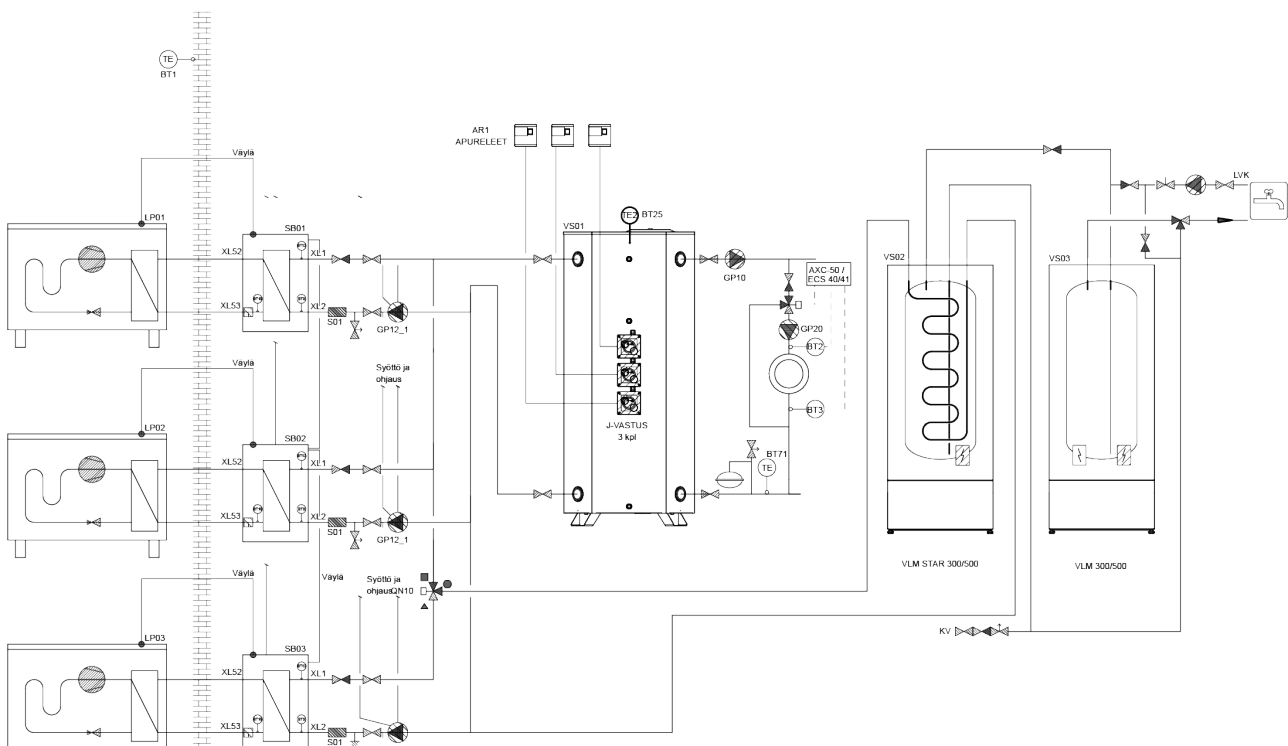 TE
BT1
AR1
APURELEET
Väylä
LVK
LP01
SB01
VS01
TE2
BT25
XL52
XL1
VS02
VS03
GP10
AXC-50 /
ECS 40/41
XL53
XL2
S01
GP12_1
GP20
BT2
Syöttö ja
ohjaus
Väylä
BT3
LP02
SB02
J-VASTUS
3 kpl
XL52
XL1
BT71
TE
XL53
XL2
S01
GP12_1
VLM STAR 300/500
VLM 300/500
Väylä
Väylä
Syöttö ja
ohjaus
QN10
KV
LP03
SB03
XL52
XL1
XL53
XL2
S01